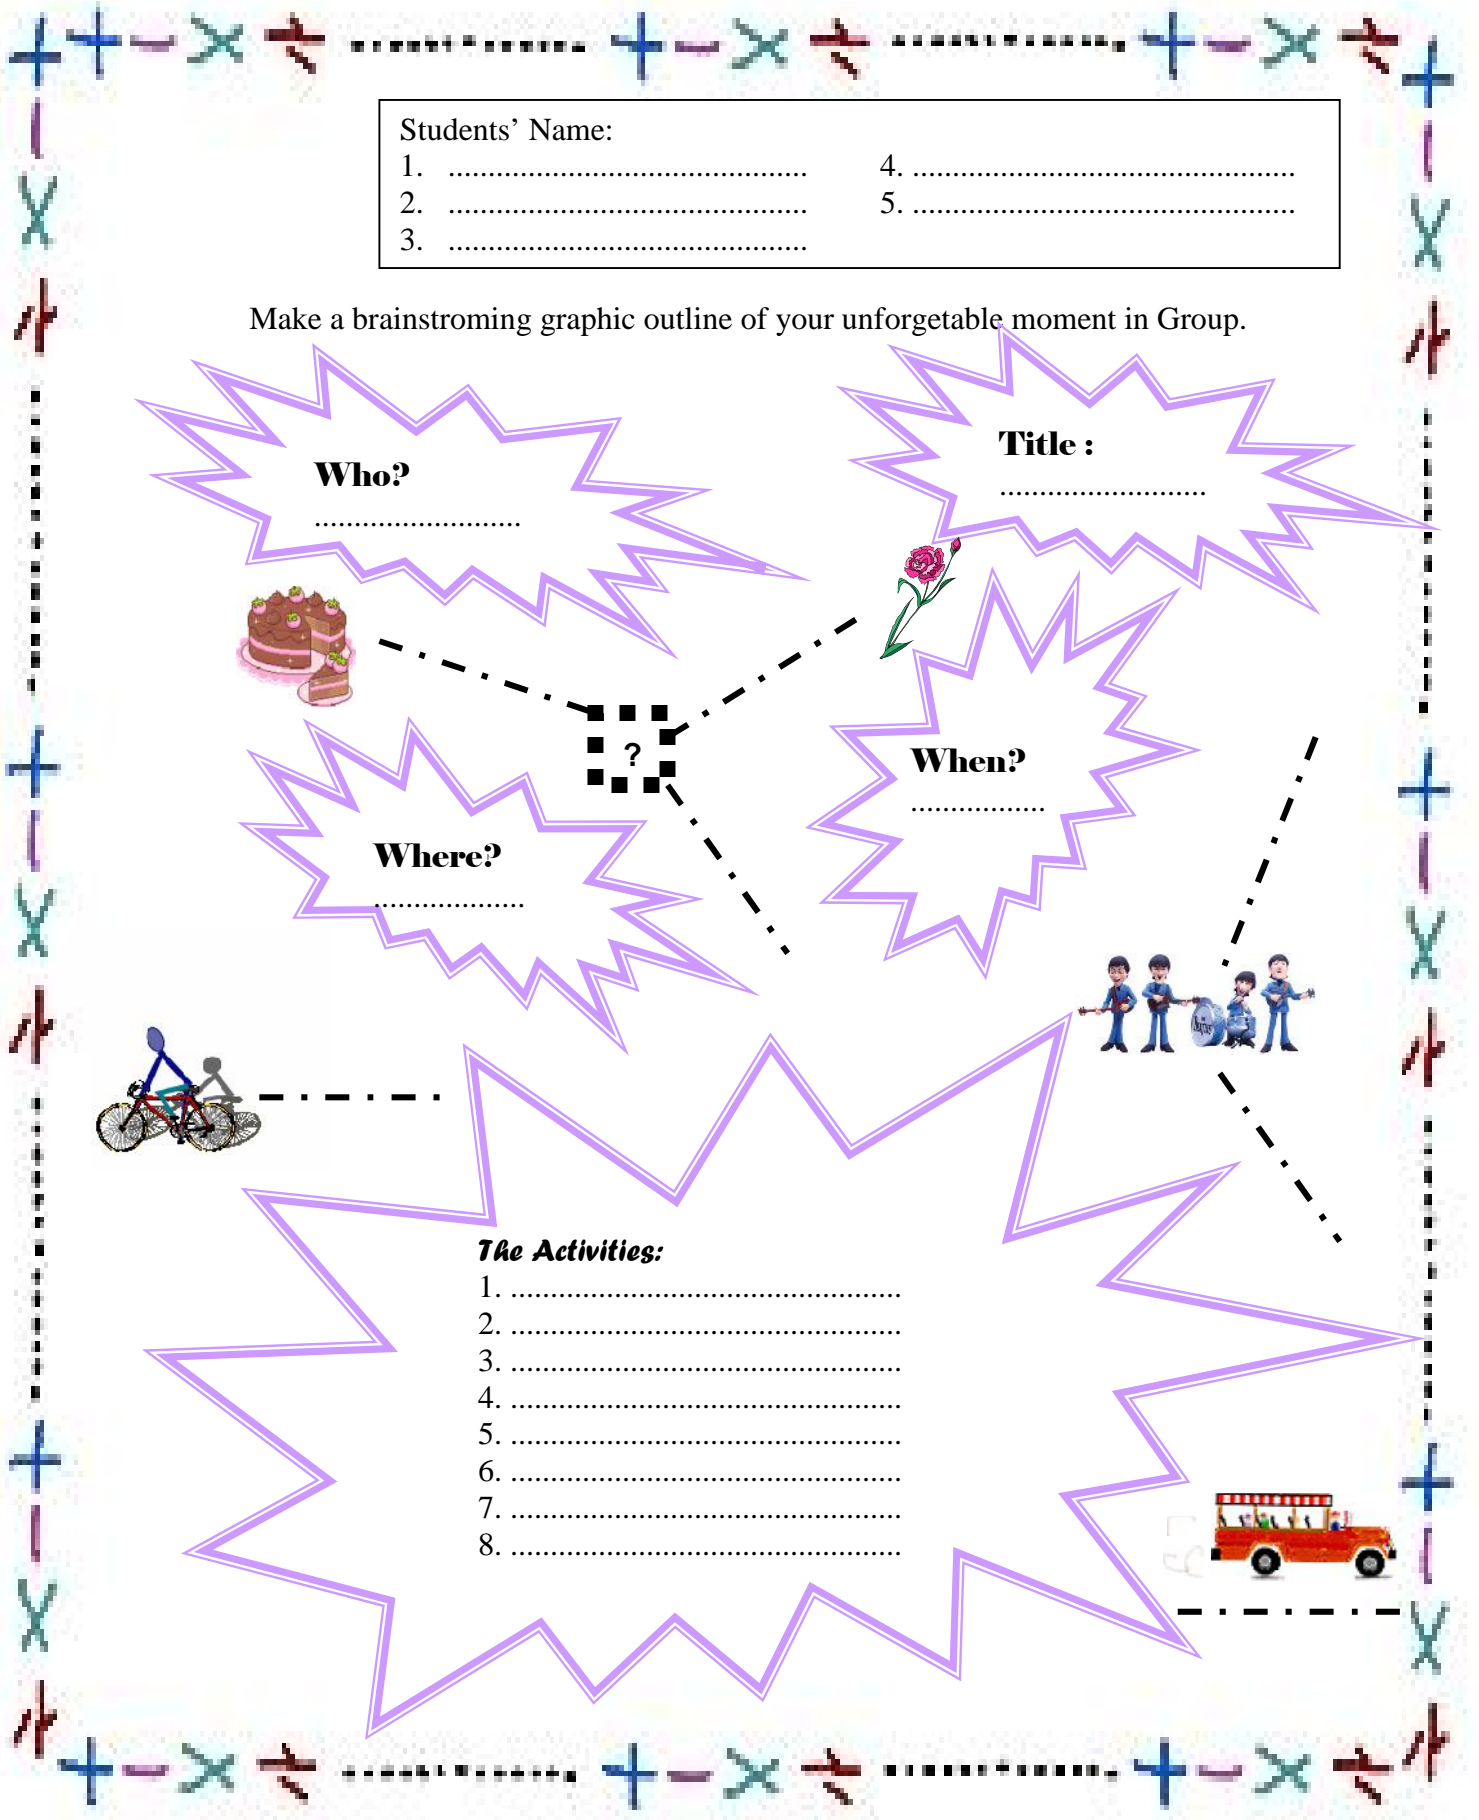 Students’ Name:
1. ............................................. 4. ................................................
2. ............................................. 5. ................................................
3. .............................................
Make a brainstroming graphic outline of your unforgetable moment in Group.
Title :
..........................
Who?
..........................
?
When?
.................
Where?
...................
The Activities:
1. .................................................
2. .................................................
3. .................................................
4. .................................................
5. .................................................
6. .................................................
7. .................................................
8. .................................................